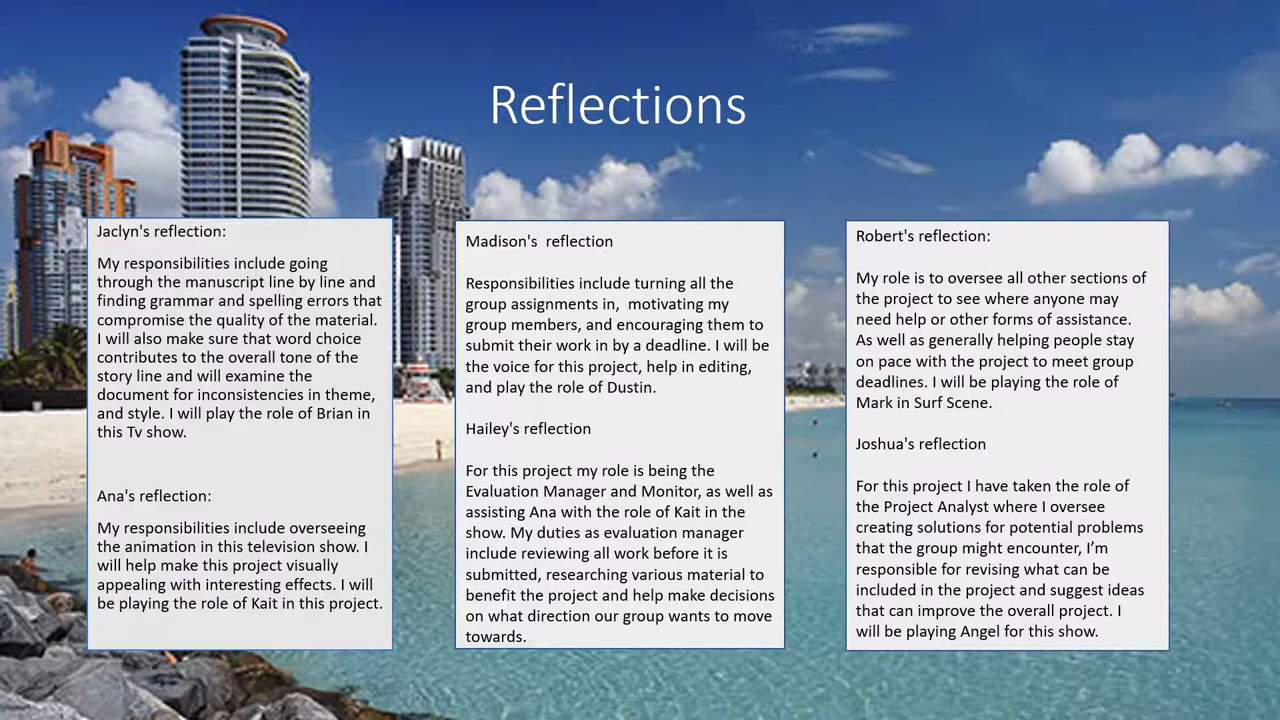 Reflections
Jaclyn's reflection:
My responsibilities include going
through the manuscript line by line and
finding grammar and spelling errors that
compromise the quality of the material.
I will also make sure that word choice
contributes to the overall tone of the
story line and will examine the
document for inconsistencies in theme,
and style. I will play the role of Brian in
this Tv show.
Ana's reflection:
My responsibilities include overseeing
the animation in this television show. I
will help make this project visually
appealing with interesting effects. I will
be playing the role of Kait in this project.
Madison's reflection
Responsibilities include turning all the
group assignments in, motivating my
group members, and encouraging them to
submit their work in by a deadline. I will be
the voice for this project, help in editing,
and play the role of Dustin.
Hailey's reflection
For this project my role is being the
Evaluation Manager and Monitor, as well as
assisting Ana with the role of Kait in the
show. My duties as evaluation manager
include reviewing all work before it is
submitted, researching various material to
benefit the project and help make decisions
on what direction our group wants to move
towards.
Robert's reflection:
My role is to oversee all other sections of
the project to see where anyone may
need help or other forms of assistance.
As well as generally helping people stay
on pace with the project to meet group
deadlines. I will be playing the role of
Mark in Surf Scene.
Joshua's reflection
For this project I have taken the role of
the Project Analyst where I oversee
creating solutions for potential problems
that the group might encounter, I’m
responsible for revising what can be
included in the project and suggest ideas
that can improve the overall project. I
will be playing Angel for this show.